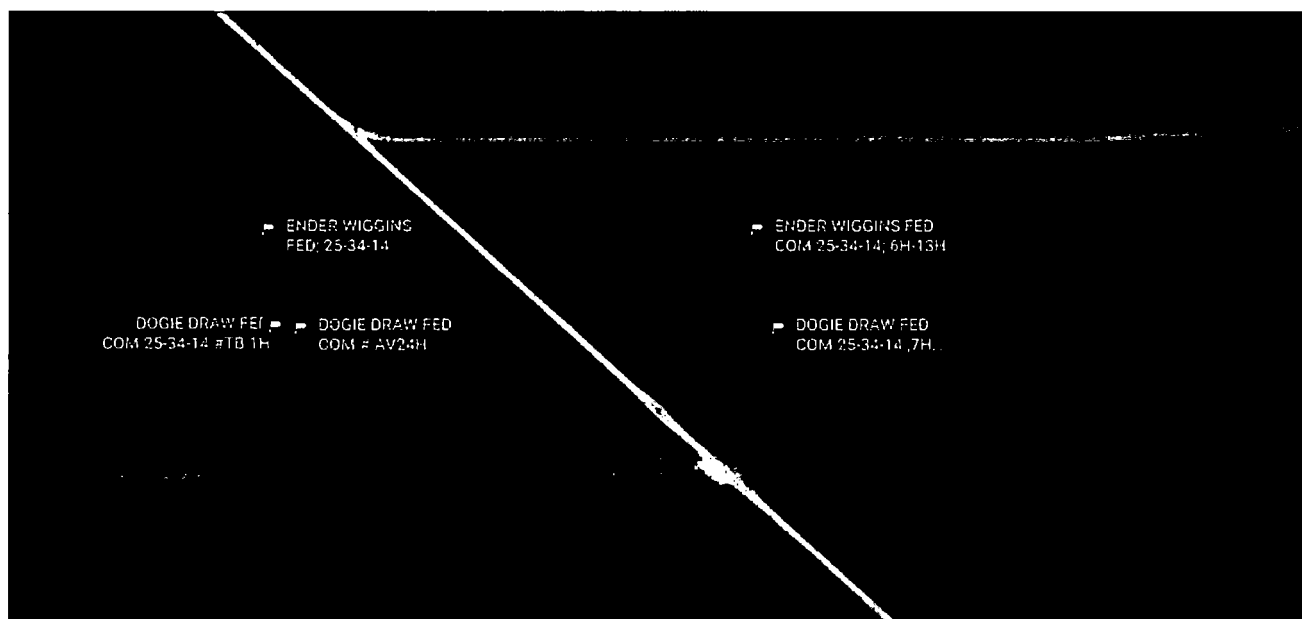 ENDER WIGGINS
FED; 25-34-14
ENDER WIGGINS FED
COM 25-34-14; 6H-13H
DOGIE DRAW FED
COM 25-34-14 #TB 1H
DOGIE DRAW FED
COM # AV24H
DOGIE DRAW FED
COM 25-34-14 ,7H...